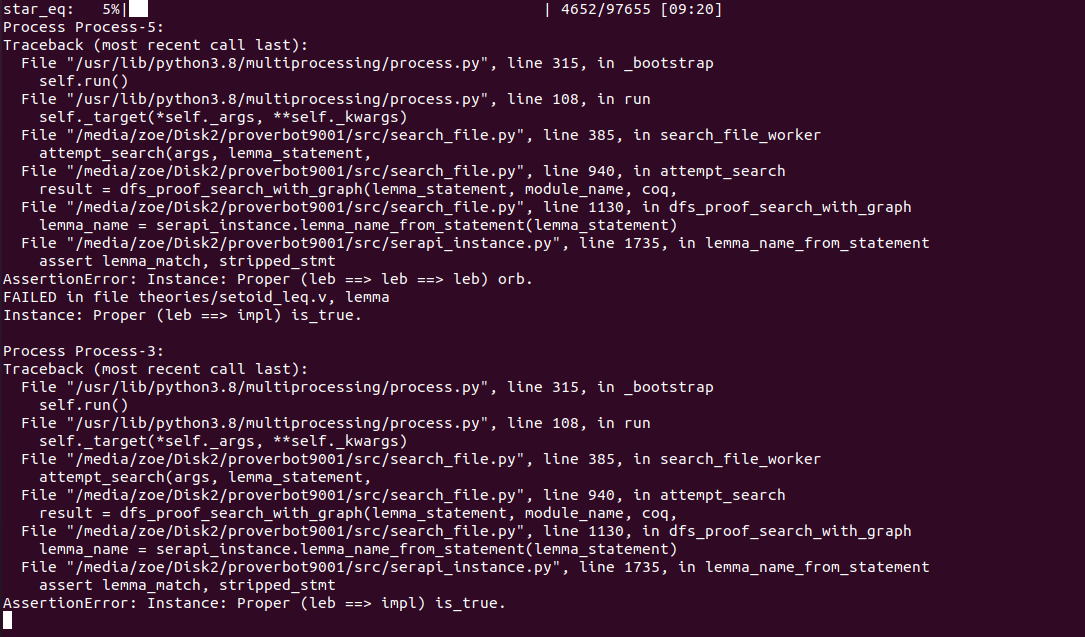 star_eq:   5%|                                              | 4652/97655 [09:20]
Process Process-5:
Traceback (most recent call last):
  File "/usr/lib/python3.8/multiprocessing/process.py", line 315, in _bootstrap
    self.run()
  File "/usr/lib/python3.8/multiprocessing/process.py", line 108, in run
    self._target(*self._args, **self._kwargs)
  File "/media/zoe/Disk2/proverbot9001/src/search_file.py", line 385, in search_file_worker
    attempt_search(args, lemma_statement,
  File "/media/zoe/Disk2/proverbot9001/src/search_file.py", line 940, in attempt_search
    result = dfs_proof_search_with_graph(lemma_statement, module_name, coq,
  File "/media/zoe/Disk2/proverbot9001/src/search_file.py", line 1130, in dfs_proof_search_with_graph
    lemma_name = serapi_instance.lemma_name_from_statement(lemma_statement)
  File "/media/zoe/Disk2/proverbot9001/src/serapi_instance.py", line 1735, in lemma_name_from_statement
    assert lemma_match, stripped_stmt
AssertionError: Instance: Proper (leb ==> leb ==> leb) orb.
FAILED in file theories/setoid_leq.v, lemma
Instance: Proper (leb ==> impl) is_true.

Process Process-3:
Traceback (most recent call last):
  File "/usr/lib/python3.8/multiprocessing/process.py", line 315, in _bootstrap
    self.run()
  File "/usr/lib/python3.8/multiprocessing/process.py", line 108, in run
    self._target(*self._args, **self._kwargs)
  File "/media/zoe/Disk2/proverbot9001/src/search_file.py", line 385, in search_file_worker
    attempt_search(args, lemma_statement,
  File "/media/zoe/Disk2/proverbot9001/src/search_file.py", line 940, in attempt_search
    result = dfs_proof_search_with_graph(lemma_statement, module_name, coq,
  File "/media/zoe/Disk2/proverbot9001/src/search_file.py", line 1130, in dfs_proof_search_with_graph
    lemma_name = serapi_instance.lemma_name_from_statement(lemma_statement)
  File "/media/zoe/Disk2/proverbot9001/src/serapi_instance.py", line 1735, in lemma_name_from_statement
    assert lemma_match, stripped_stmt
AssertionError: Instance: Proper (leb ==> impl) is_true.